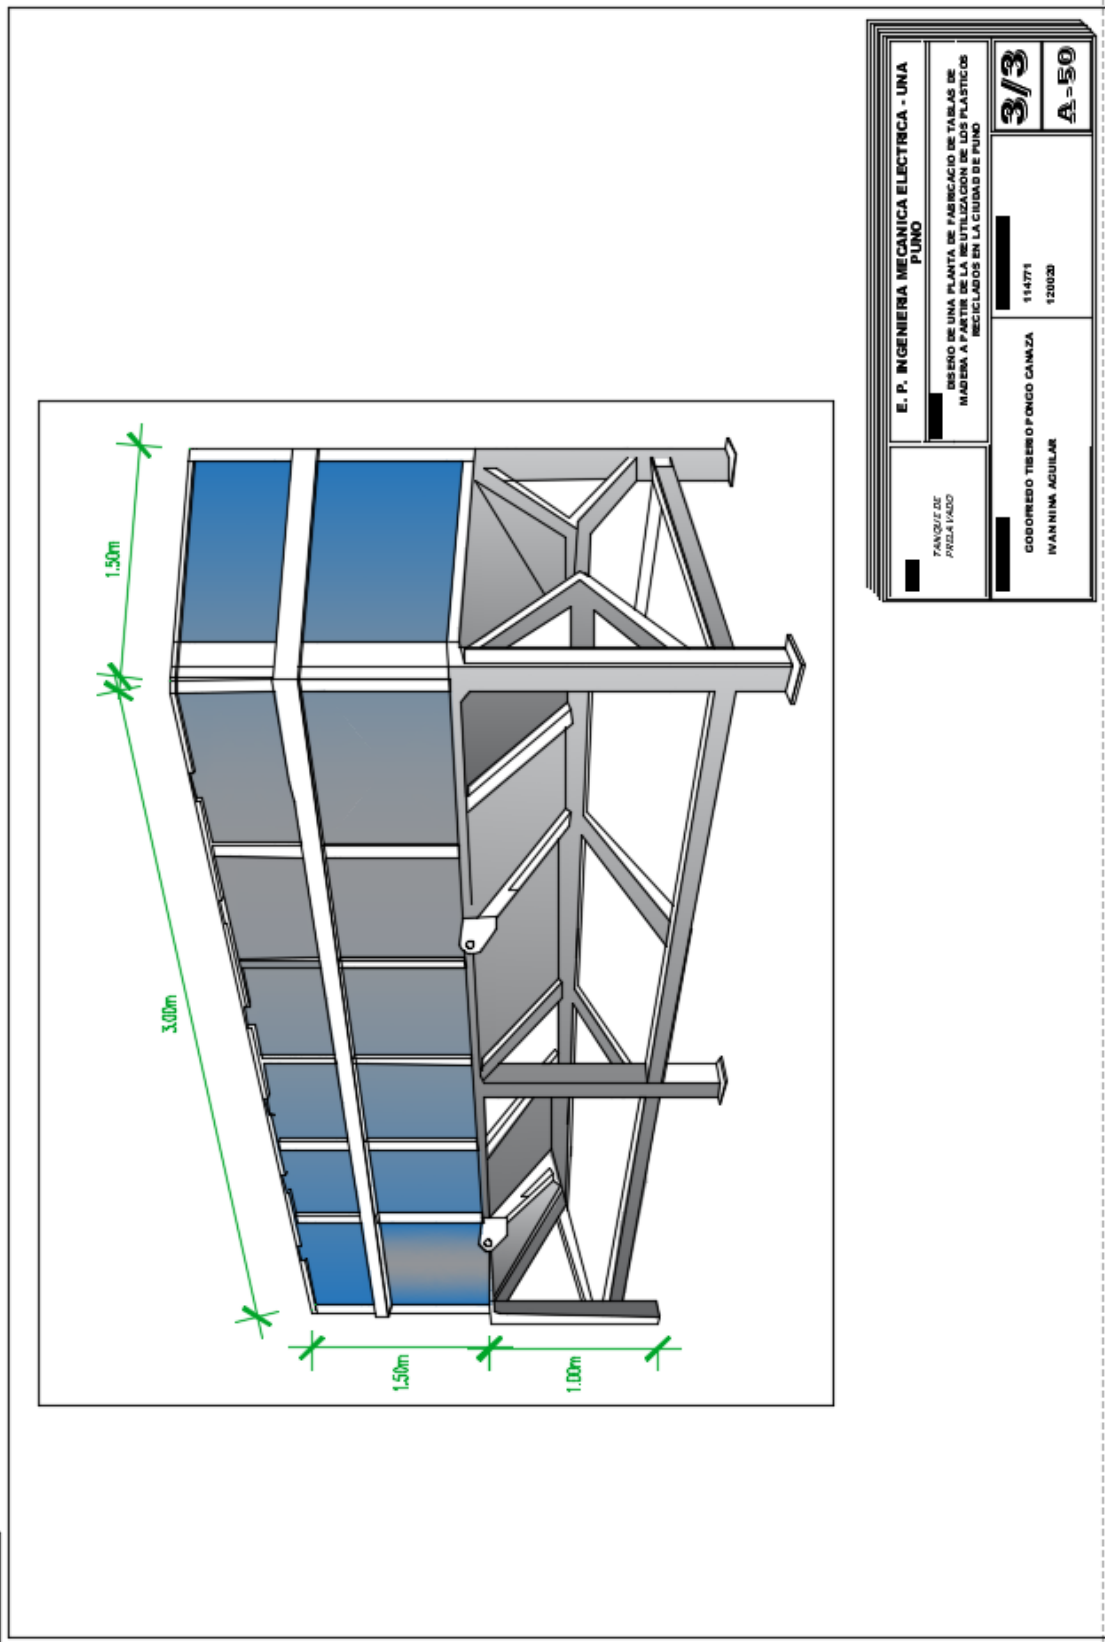 1.50m
3.00m
1.50m
1.00m
E. P. INGENIERIA MECANICA ELECTRICA - UNA
PUNO
DISEÑO DE UNA PLANTA DE FABRICACIO DE TABLAS DE
MADERA A PARTIR DE LA REUTILIZACION DE LOS PLASTICOS
RECICLADOS EN LA CIUDAD DE PUNO
TANQUE DE
PRELAVADO
3/3
A-50
114771
120020
GODOFREDO TIBERIO PONGO CANAZA
IVAN NINA AGUILAR